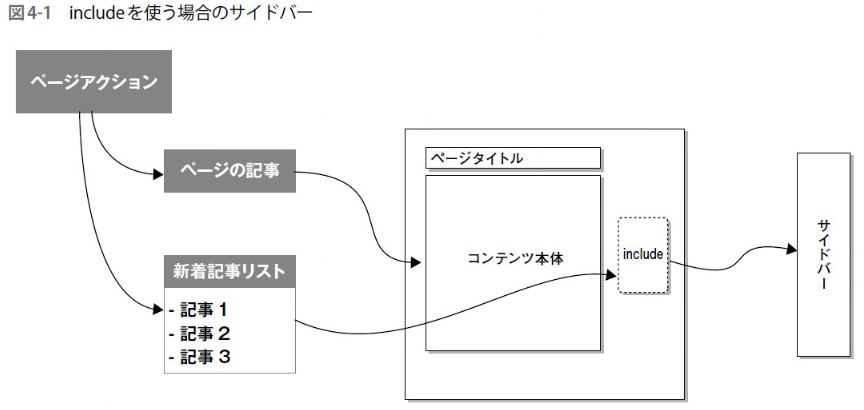 図4-1 includeを使う場合のサイドバー
ページアクション
ページの記事
新着記事リスト
- 記事 1
- 記事 2
- 記事 3
ページタイトル
コンテンツ本体
include
サイドバー